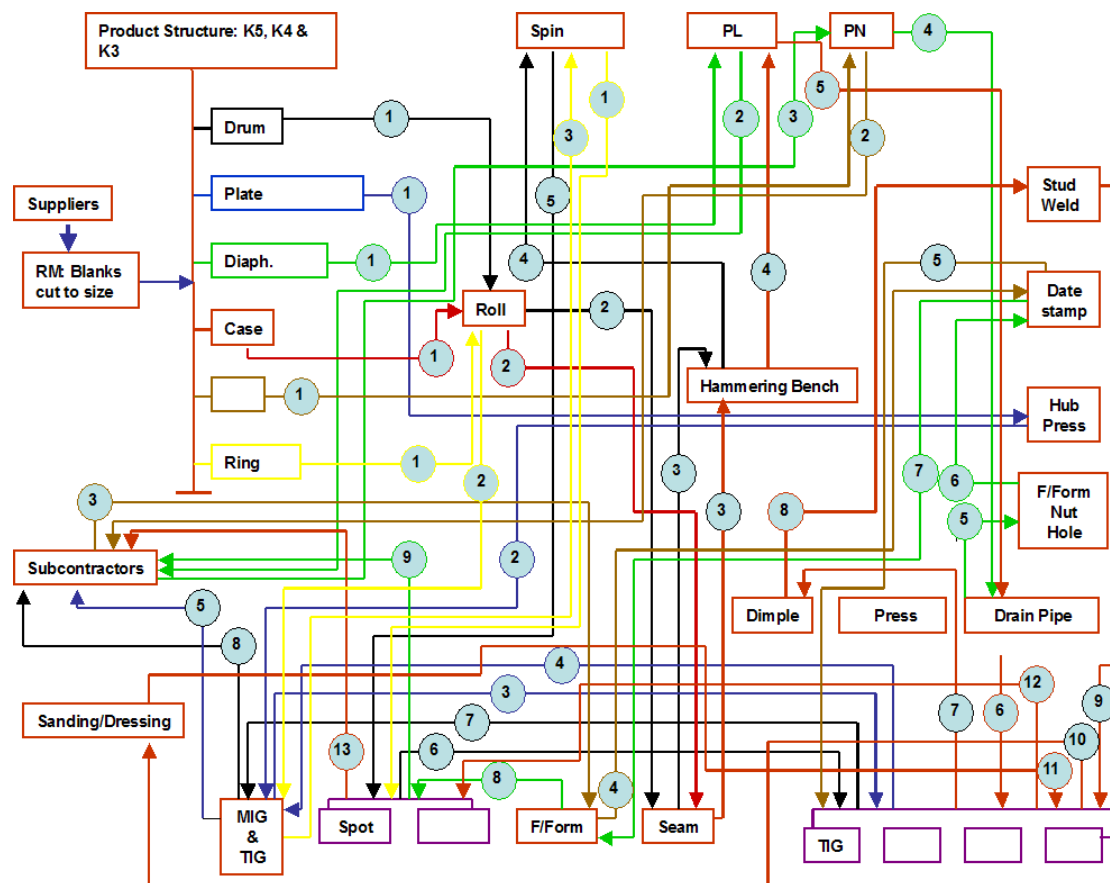 Product Structure: K5, K4 &
K3
Spin
PL
PN
4
1
5
Drum
1
2
3
3
2
Plate
1
5
Stud
Weld
Suppliers
Diaph.
1
4
4
5
RM: Blanks
cut to size
Date
stamp
Case
Roll
2
1
2
Hammering Bench
1
Hub
Press
Ring
1
2
3
7
6
F/Form
Nut
Hole
3
3
8
5
Subcontractors
9
2
5
Dimple
Press
Drain Pipe
8
4
12
3
7
6
9
Sanding/Dressing
7
10
13
6
11
8
4
MIG
&
TIG
Spot
F/Form
Seam
TIG